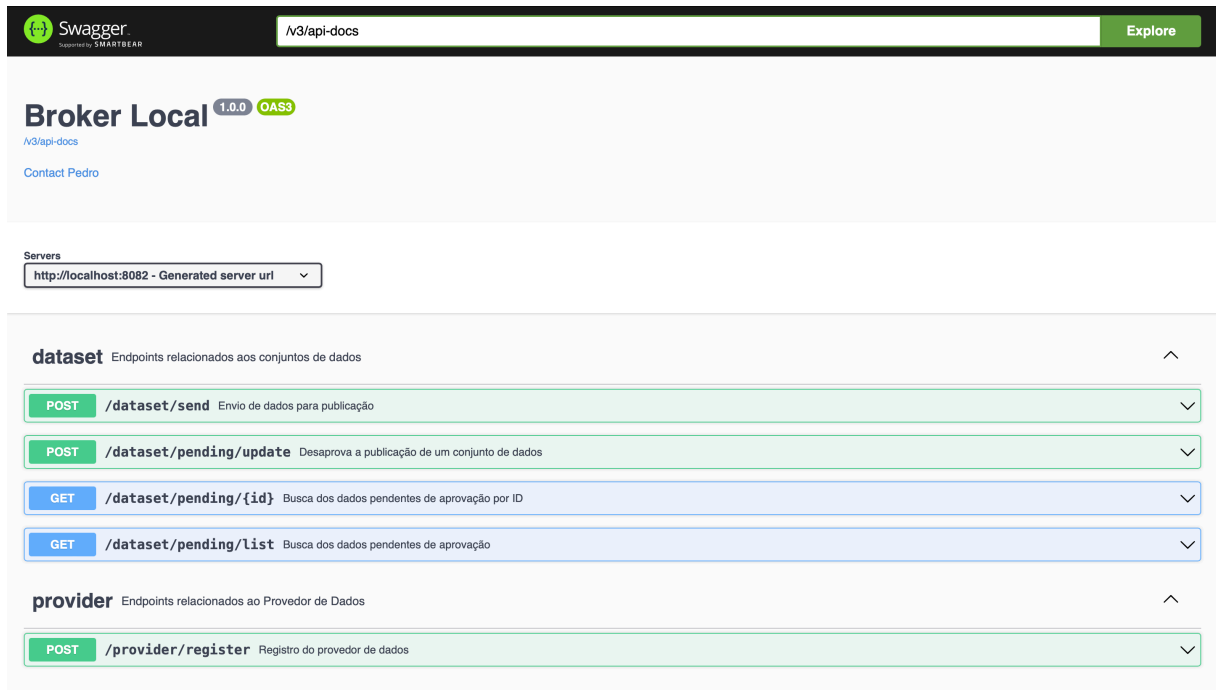 {··} Swagger. /v3/api-docs Explore
Supported by SMARTBEAR
Broker Local 1.0.0 OAS3
/v3/api-docs
Contact Pedro
Servers
http://localhost:8082 - Generated server url
dataset Endpoints relacionados aos conjuntos de dados
POST /dataset/send Envio de dados para publicação
POST /dataset/pending/update Desaprova a publicação de um conjunto de dados
GET /dataset/pending/{id} Busca dos dados pendentes de aprovação por ID
GET /dataset/pending/list Busca dos dados pendentes de aprovação
provider Endpoints relacionados ao Provedor de Dados
POST /provider/register Registro do provedor de dados